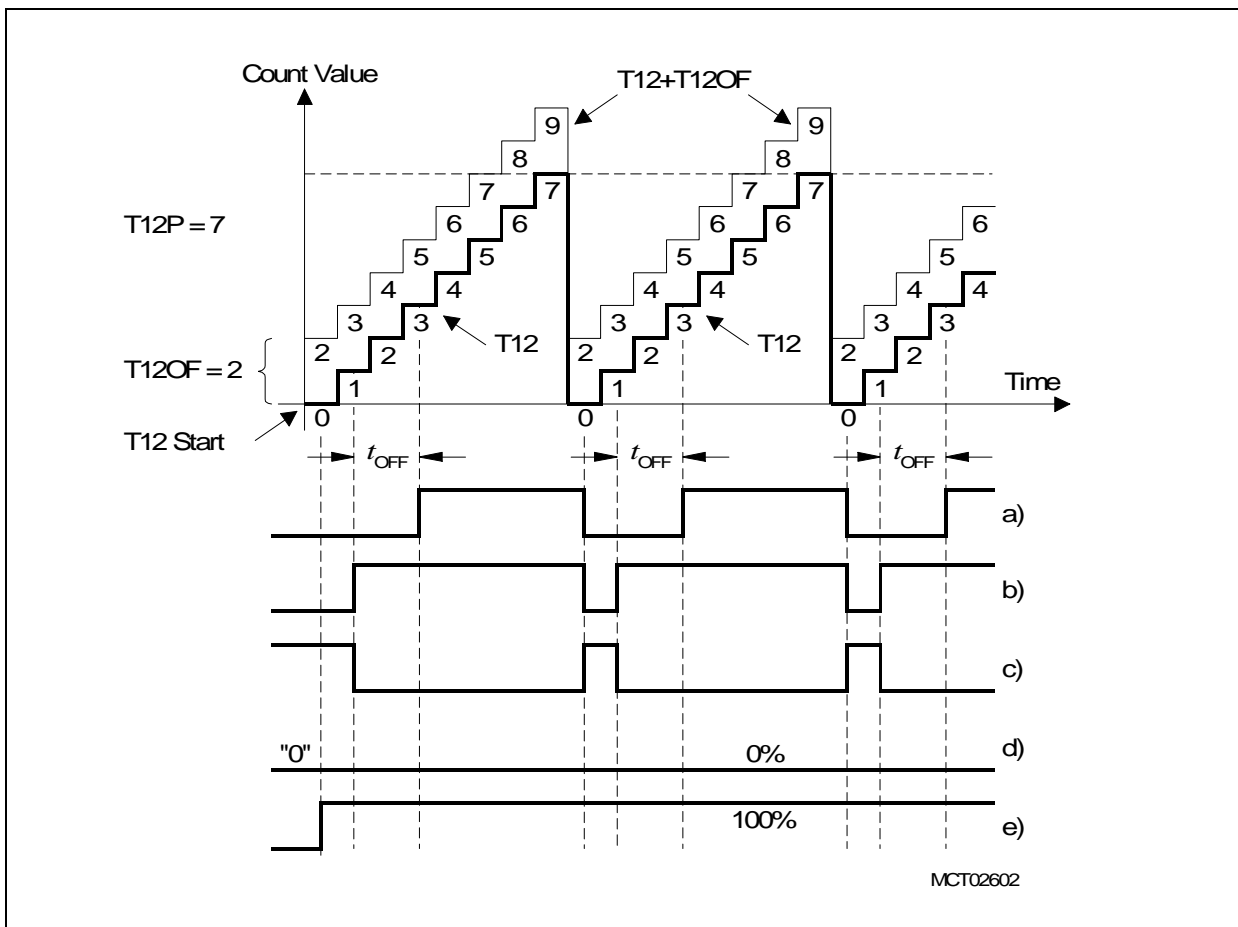 Count Value
T12+T12OF
9 9
8 8
7 7 7 7
T12P = 7
6 6 6 6 6
5 5 5 5 5
4 4 4 4 4 4
3 3 3 3 3 3
T12 T12
2 2 2 2 2 2
T12OF = 2
1 1 1
Time
0 0 0
T12 Start
tOFF tOFF tOFF
a)
b)
c)
"0" 0% d)
100% e)
MCT02602